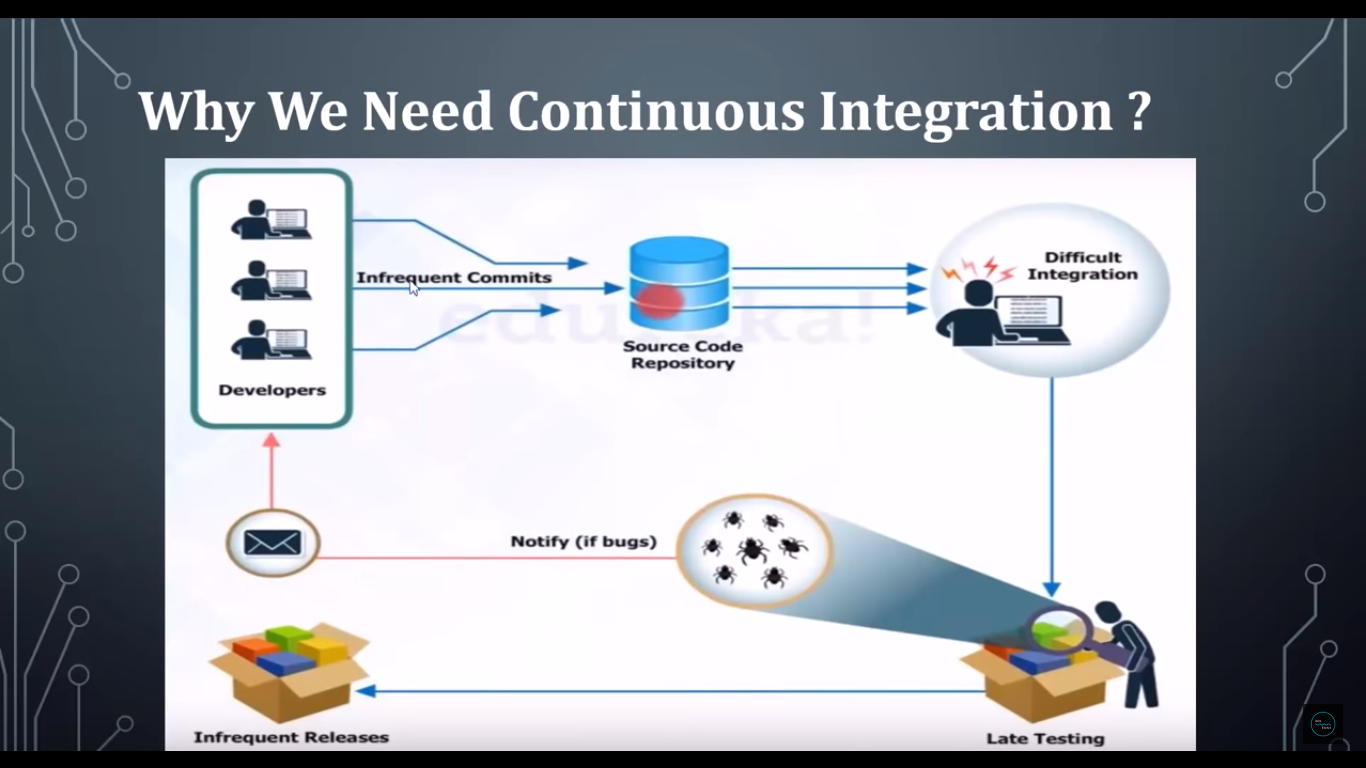 Why We Need Continuous Integration ?
Infrequent Commits
Developers
Source Code
Repository
Difficult
Integration
Notify (if bugs)
Infrequent Releases
Late Testing